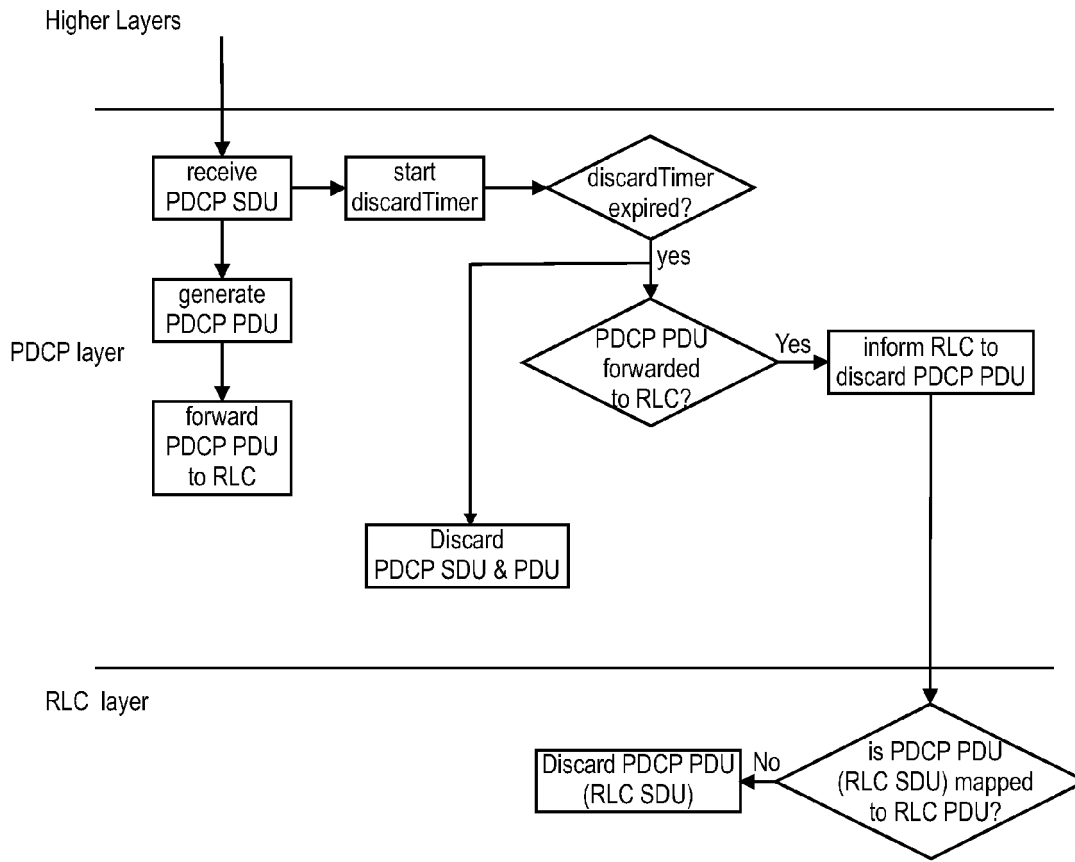 Higher Layers
receive
PDCP SDU
start
discardTimer
discardTimer
expired?
yes
generate
PDCP PDU
PDCP layer
PDCP PDU
forwarded
to RLC?
Yes
inform RLC to
discard PDCP PDU
forward
PDCP PDU
to RLC
Discard
PDCP SDU & PDU
RLC layer
is PDCP PDU
(RLC SDU) mapped
to RLC PDU?
No
Discard PDCP PDU
(RLC SDU)